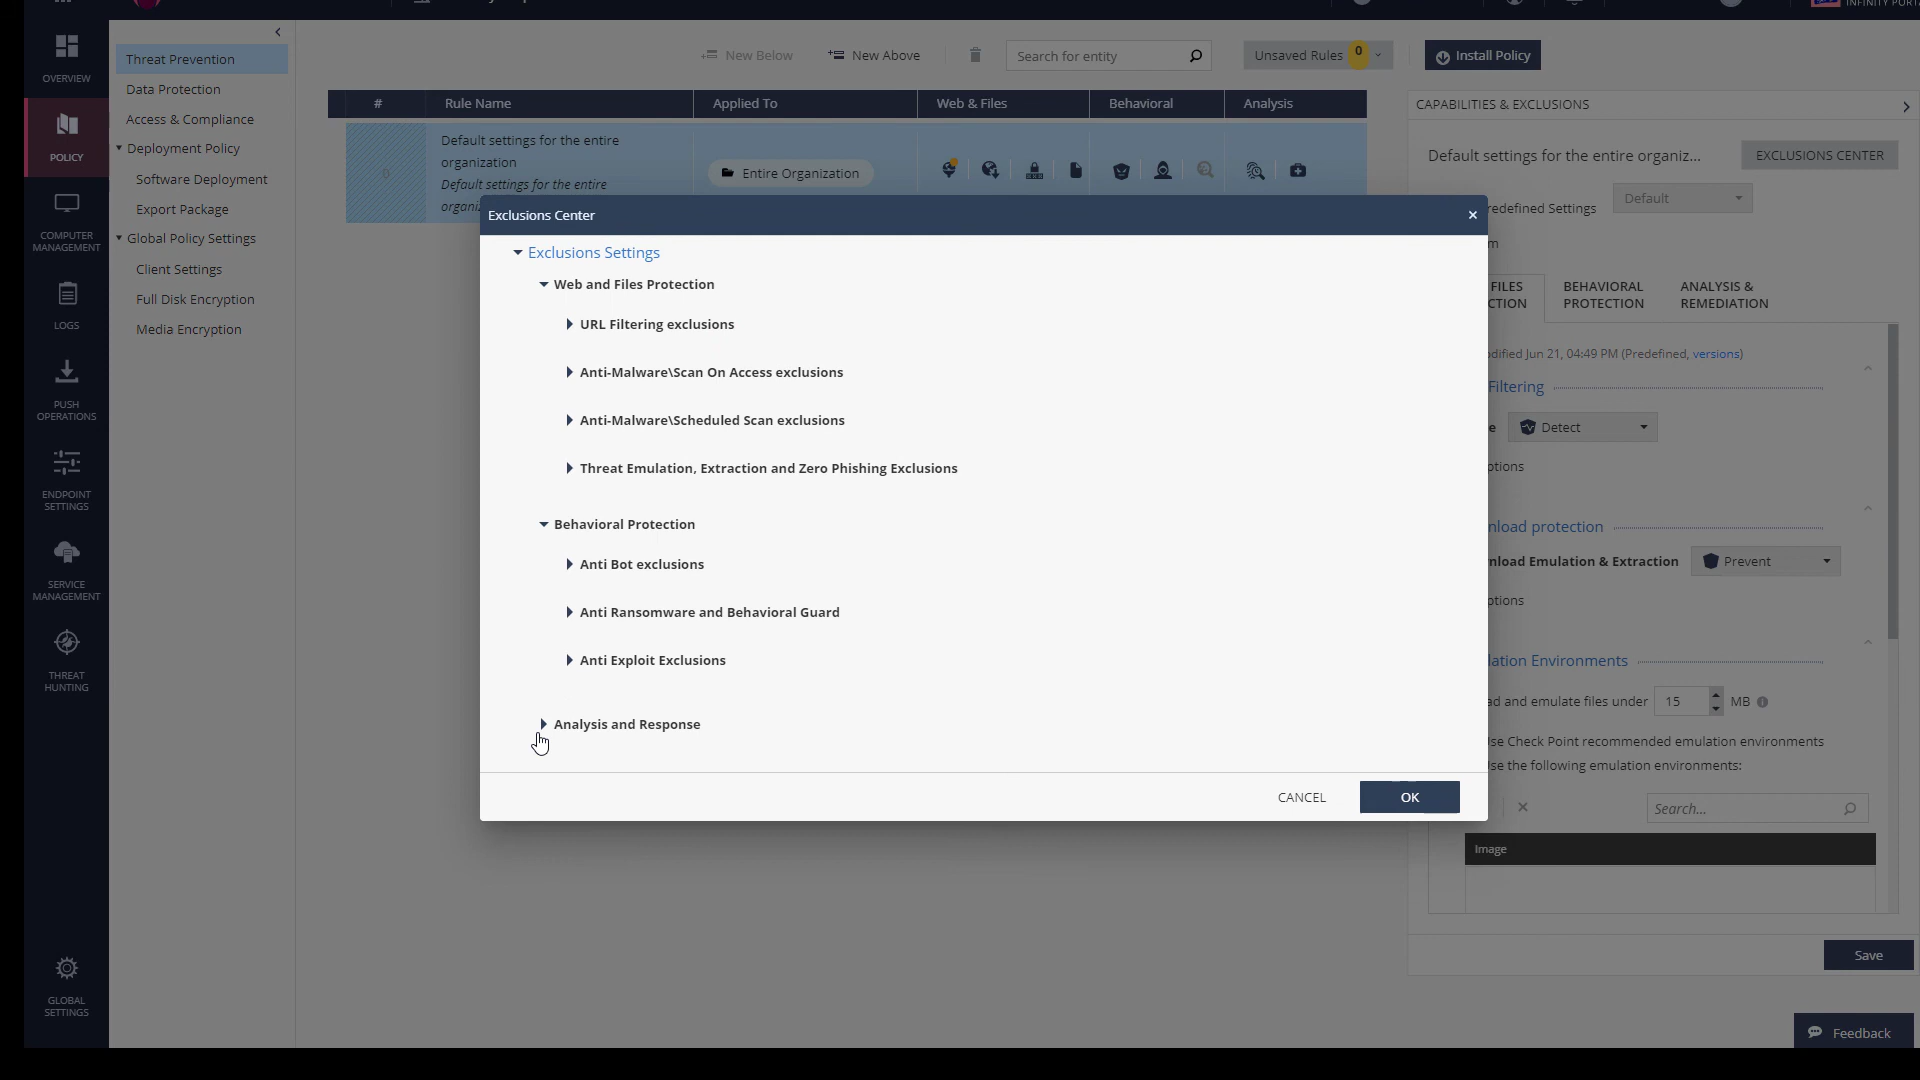 INFINITY PORTAL
OVERVIEW
POLICY
COMPUTER
MANAGEMENT
LOGS
PUSH
OPERATIONS
ENDPOINT
SETTINGS
SERVICE
MANAGEMENT
THREAT
HUNTING
GLOBAL
SETTINGS
Threat Prevention
Data Protection
Access & Compliance
Deployment Policy
Software Deployment
Export Package
Global Policy Settings
Client Settings
Full Disk Encryption
Media Encryption
New Below
New Above
Search for entity
Unsaved Rules 0
Install Policy
# Rule Name Applied To Web & Files Behavioral Analysis
0
Default settings for the entire
organization
Default settings for the entire
Entire Organization
Exclusions Center
Exclusions Settings
Web and Files Protection
URL Filtering exclusions
Anti-Malware\Scan On Access exclusions
Anti-Malware\Scheduled Scan exclusions
Threat Emulation, Extraction and Zero Phishing Exclusions
Behavioral Protection
Anti Bot exclusions
Anti Ransomware and Behavioral Guard
Anti Exploit Exclusions
Analysis and Response
CANCEL
OK
CAPABILITIES & EXCLUSIONS
Default settings for the entire organiz...
EXCLUSIONS CENTER
redefined Settings
Default
FILES
CTION
BEHAVIORAL
PROTECTION
ANALYSIS &
REMEDIATION
dified Jun 21, 04:49 PM (Predefined, versions)
Filtering
Detect
ptions
nload protection
nload Emulation & Extraction
Prevent
ptions
lation Environments
ad and emulate files under 15 MB
se Check Point recommended emulation environments
se the following emulation environments:
Search...
Image
Save
Feedback